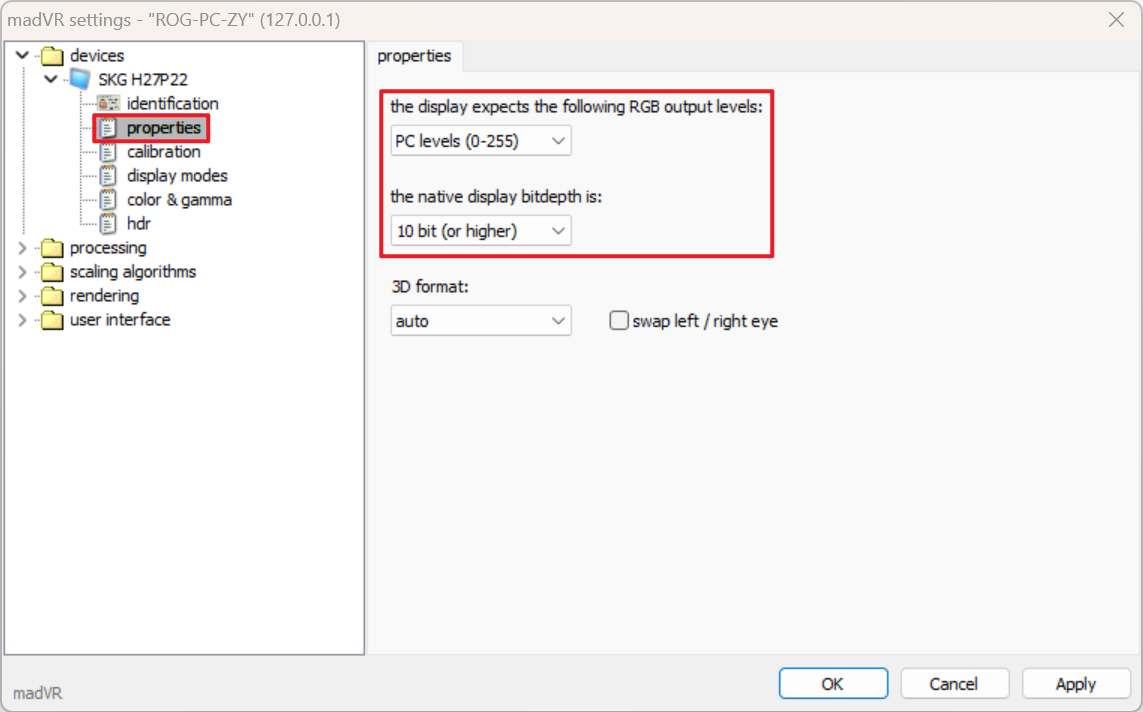 madVR settings - "ROG-PC-ZY" (127.0.0.1)
devices
SKG H27P22
identification
properties
calibration
display modes
color & gamma
hdr
processing
scaling algorithms
rendering
user interface
properties
the display expects the following RGB output levels:
PC levels (0-255)
the native display bitdepth is:
10 bit (or higher)
3D format:
auto
swap left / right eye
madVR
OK
Cancel
Apply